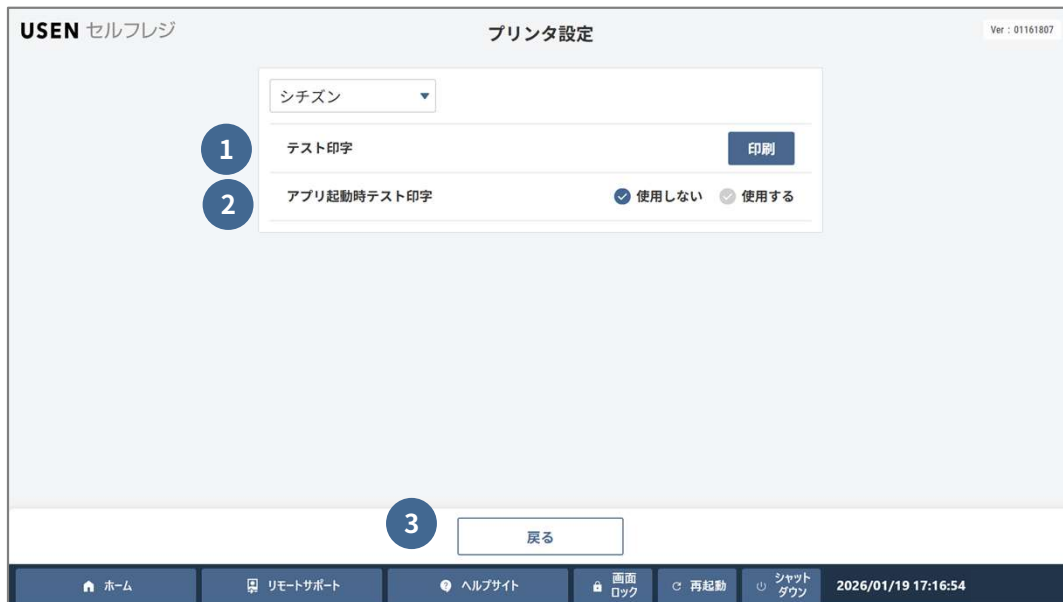 USEN セルフレジ
プリンタ設定
Ver : 01161807
シチズン
1
テスト印字
印刷
2
アプリ起動時テスト印字
使用しない
使用する
3
戻る
ホーム
リモートサポート
ヘルプサイト
画面
ロック
再起動
シャット
ダウン
2026/01/19 17:16:54